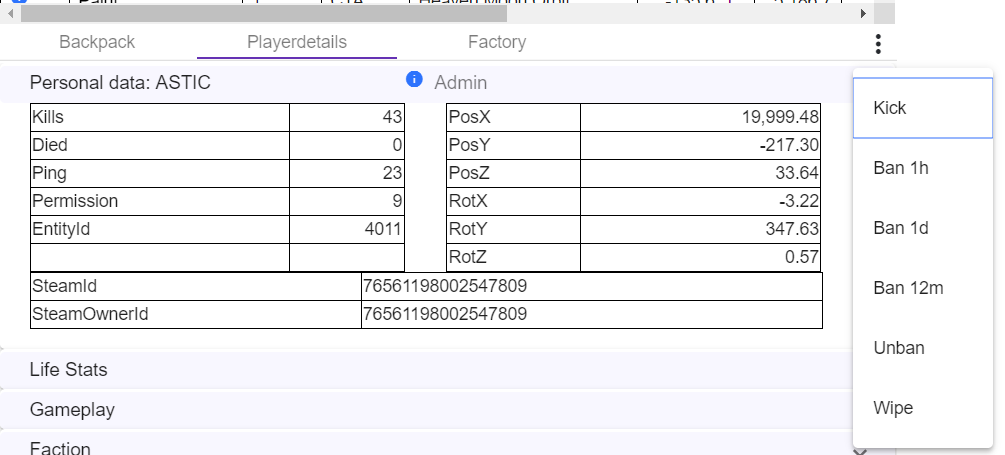 Backpack Playerdetails Factory
Personal data: ASTIC i Admin
Kills 43 PosX 19,999.48
Died 0 PosY -217.30
Ping 23 PosZ 33.64
Permission 9 RotX -3.22
EntityId 4011 RotY 347.63
RotZ 0.57
SteamId 76561198002547809
SteamOwnerId 76561198002547809
Life Stats
Gameplay
Faction
Kick
Ban 1h
Ban 1d
Ban 12m
Unban
Wipe